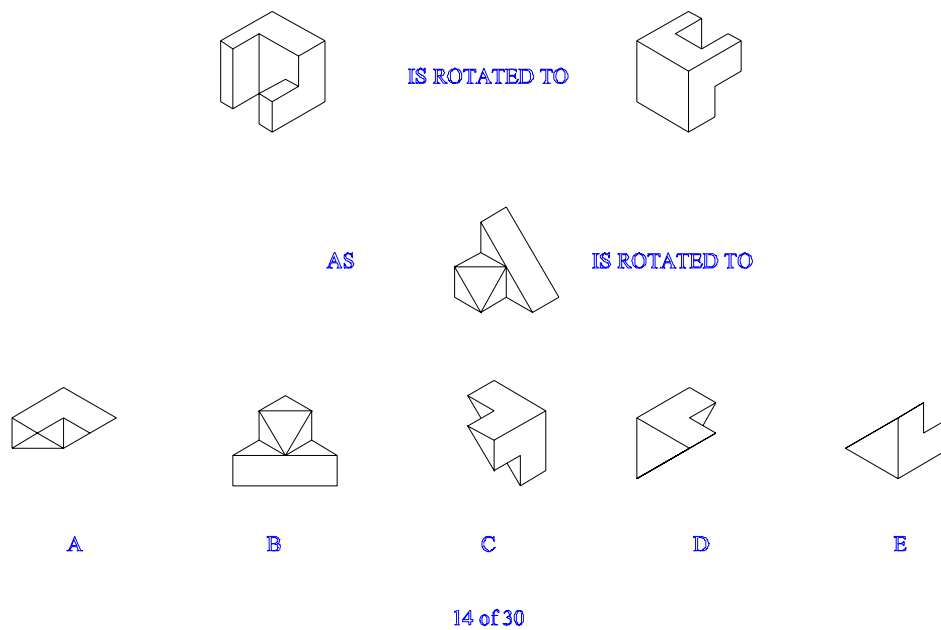 IS ROTATED TO
AS IS ROTATED TO
A B C D E
14 of 30